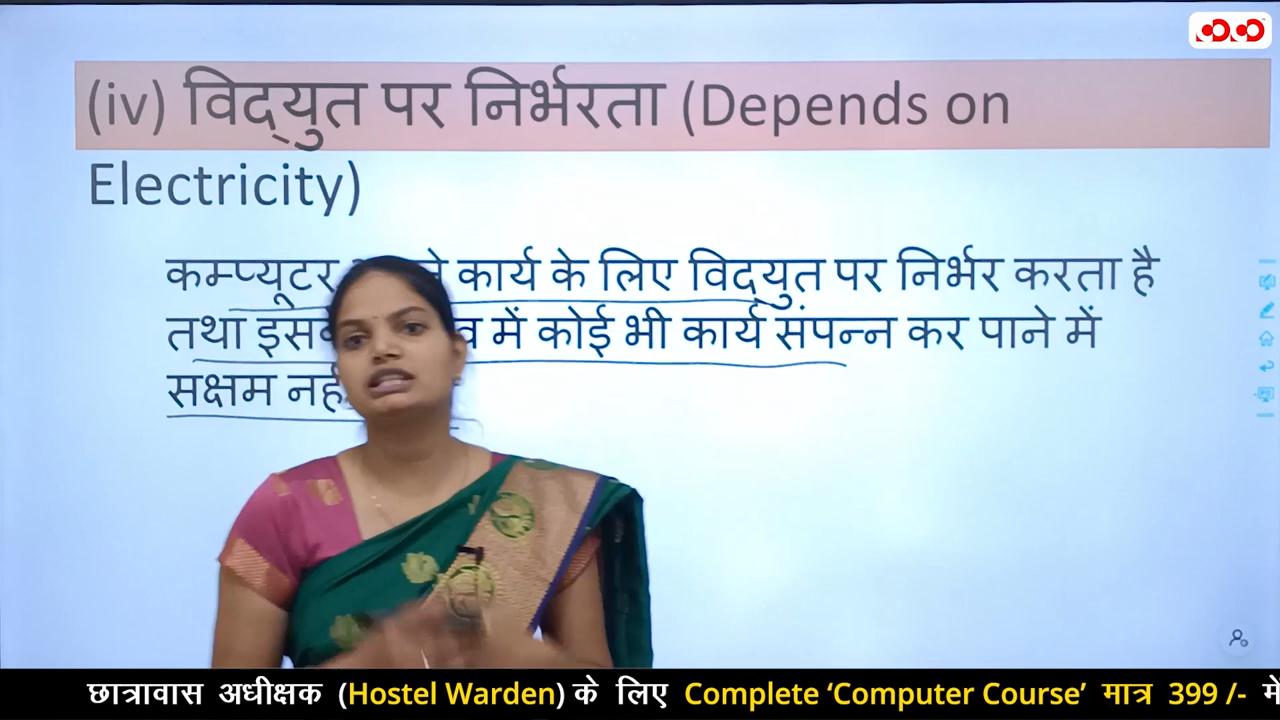 (iv) विद्युत पर निर्भरता (Depends on
Electricity)
कम्प्यूटर कार्य के लिए विद्युत पर निर्भर करता है
तथा में कोई भी कार्य संपन्न कर पाने में
सक्षम
छात्रावास अधीक्षक (Hostel Warden) के लिए Complete ‘Computer Course’ मात्र 399 /- में